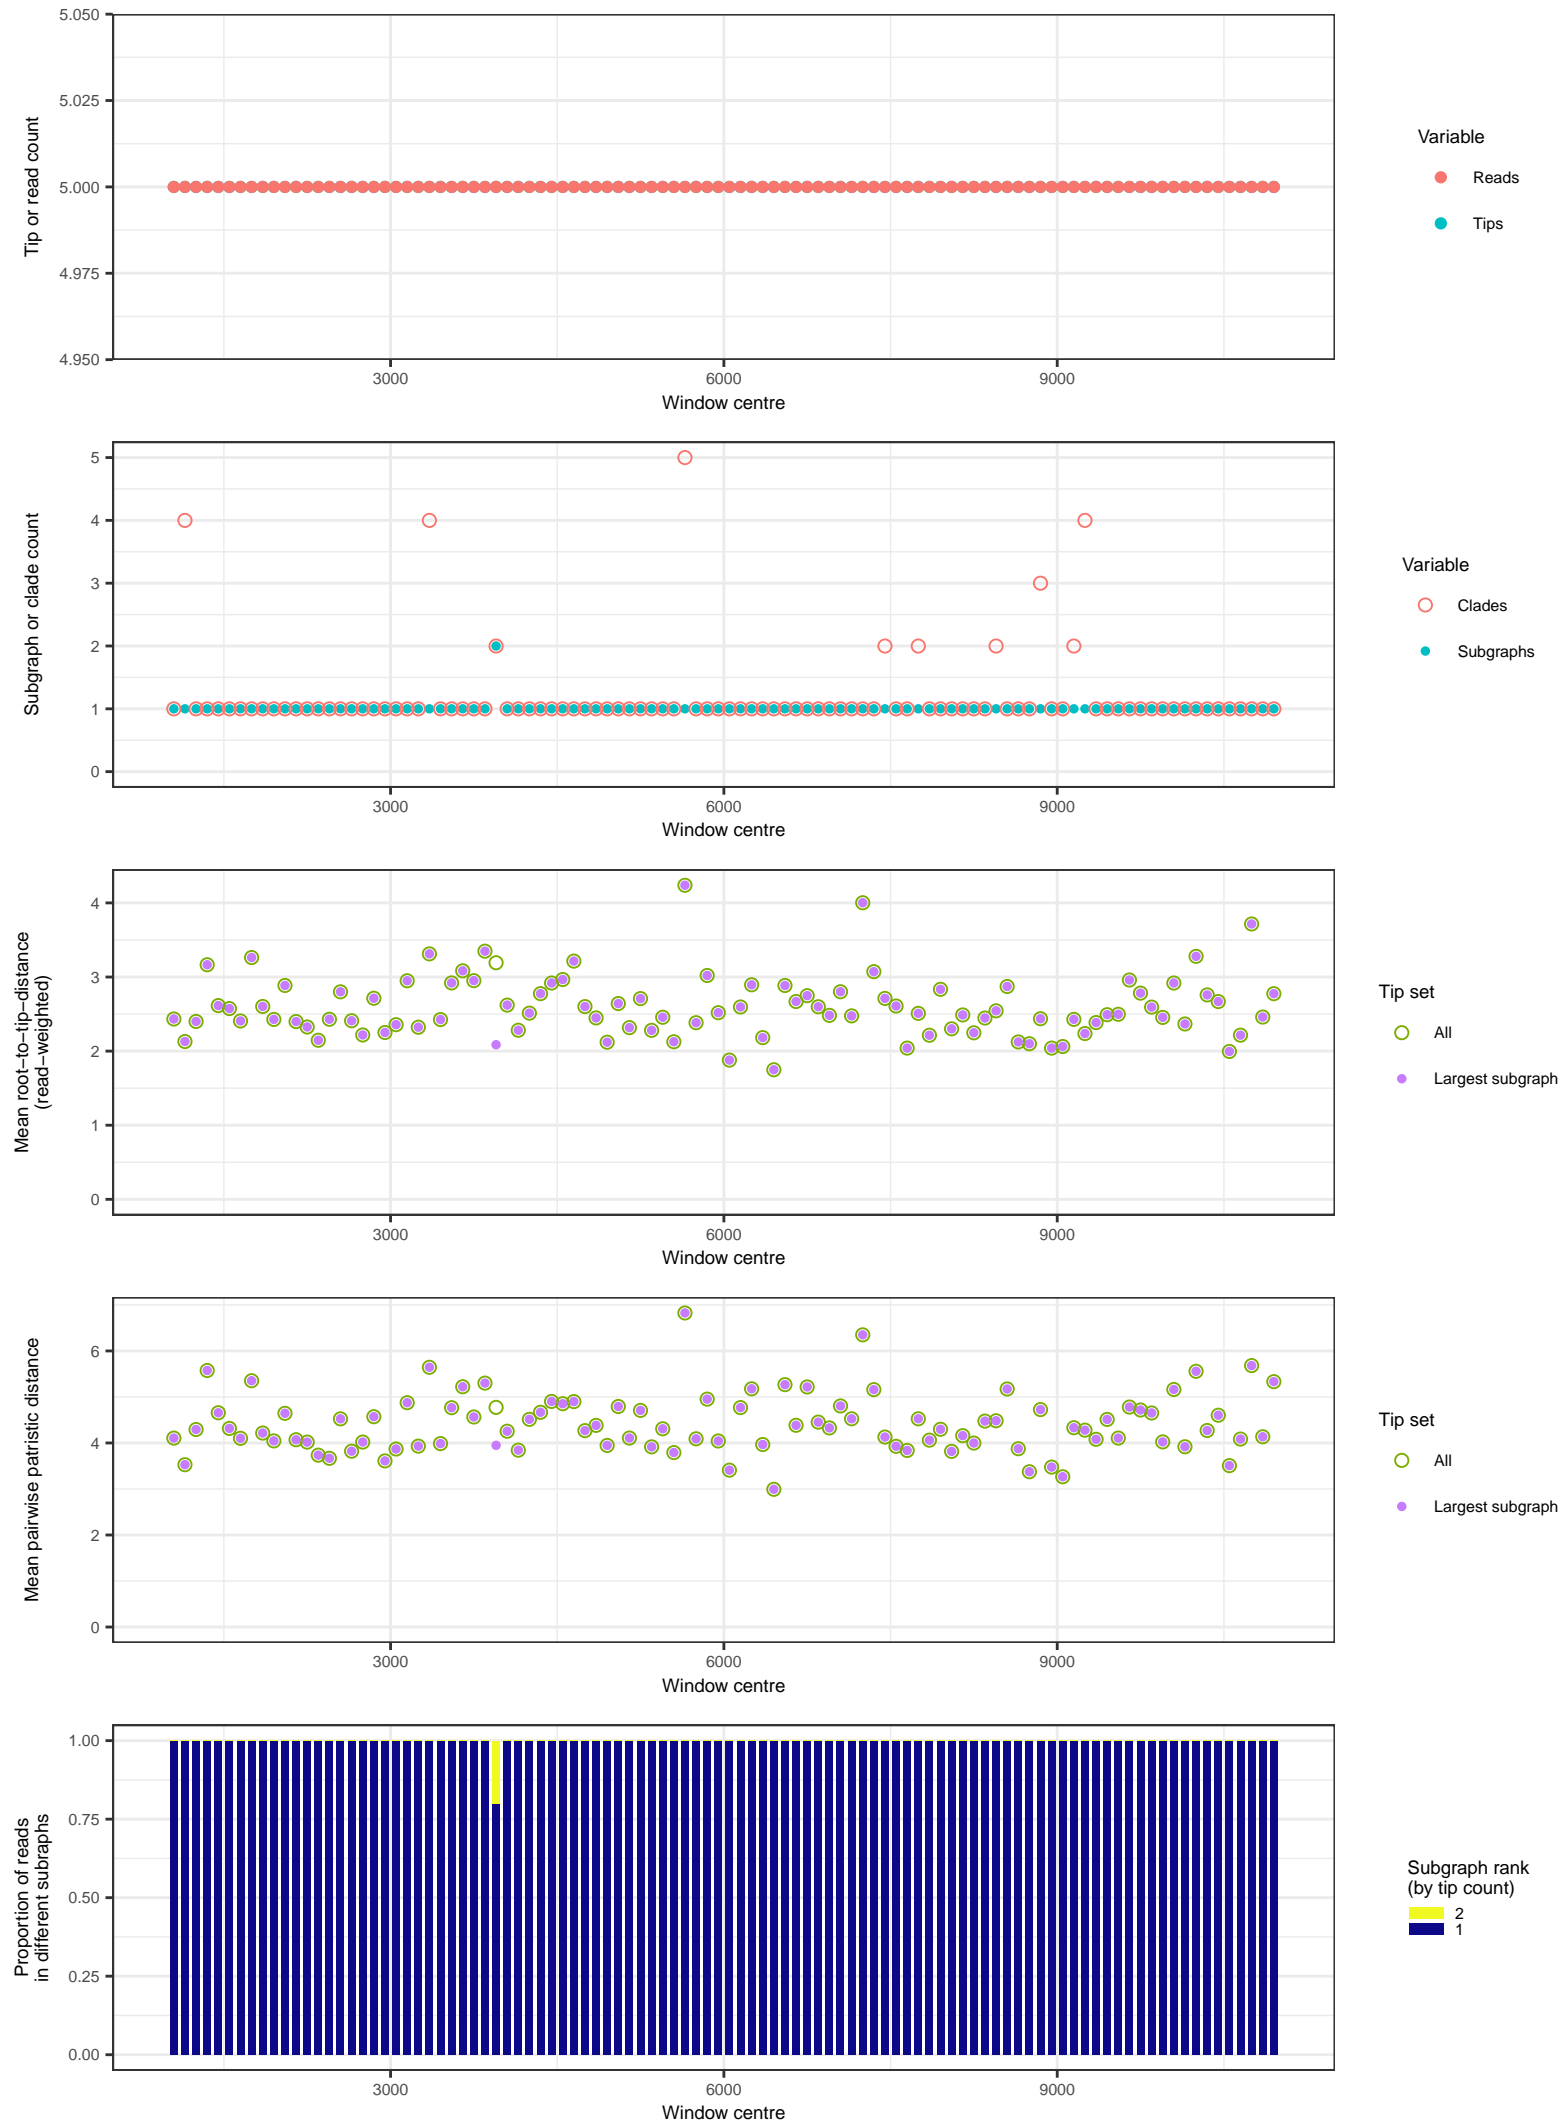 5.050
5.025
5.000
4.975
4.950
Tip or read count
3000
6000
9000
Window centre
Variable
Reads
Tips
5
4
3
2
1
0
Subgraph or clade count
3000
6000
9000
Window centre
Variable
Clades
Subgraphs
4
3
2
1
0
Mean root−to−tip−distance
(read−weighted)
3000
6000
9000
Window centre
Tip set
All
Largest subgraph
6
4
2
0
Mean pairwise patristic distance
3000
6000
9000
Window centre
Tip set
All
Largest subgraph
1.00
0.75
0.50
0.25
0.00
Proportion of reads
in different subraphs
3000
6000
9000
Window centre
Subgraph rank
(by tip count)
2
1